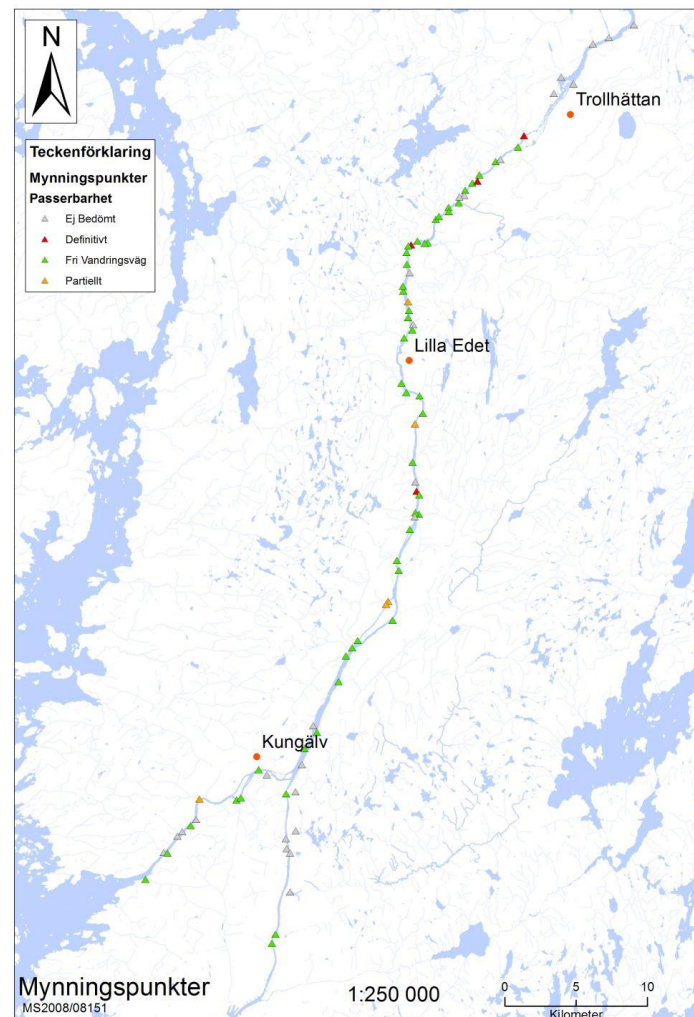 N
Teckenförklaring
Mynningspunkter
Passerbarhet
Ej Bedömt
Definitivt
Fri Vandringsväg
Partiellt
Trollhättan
Lilla Edet
Kungälv
Mynningspunkter
MS2008/08151
1:250 000
0 5 10
Kilometer